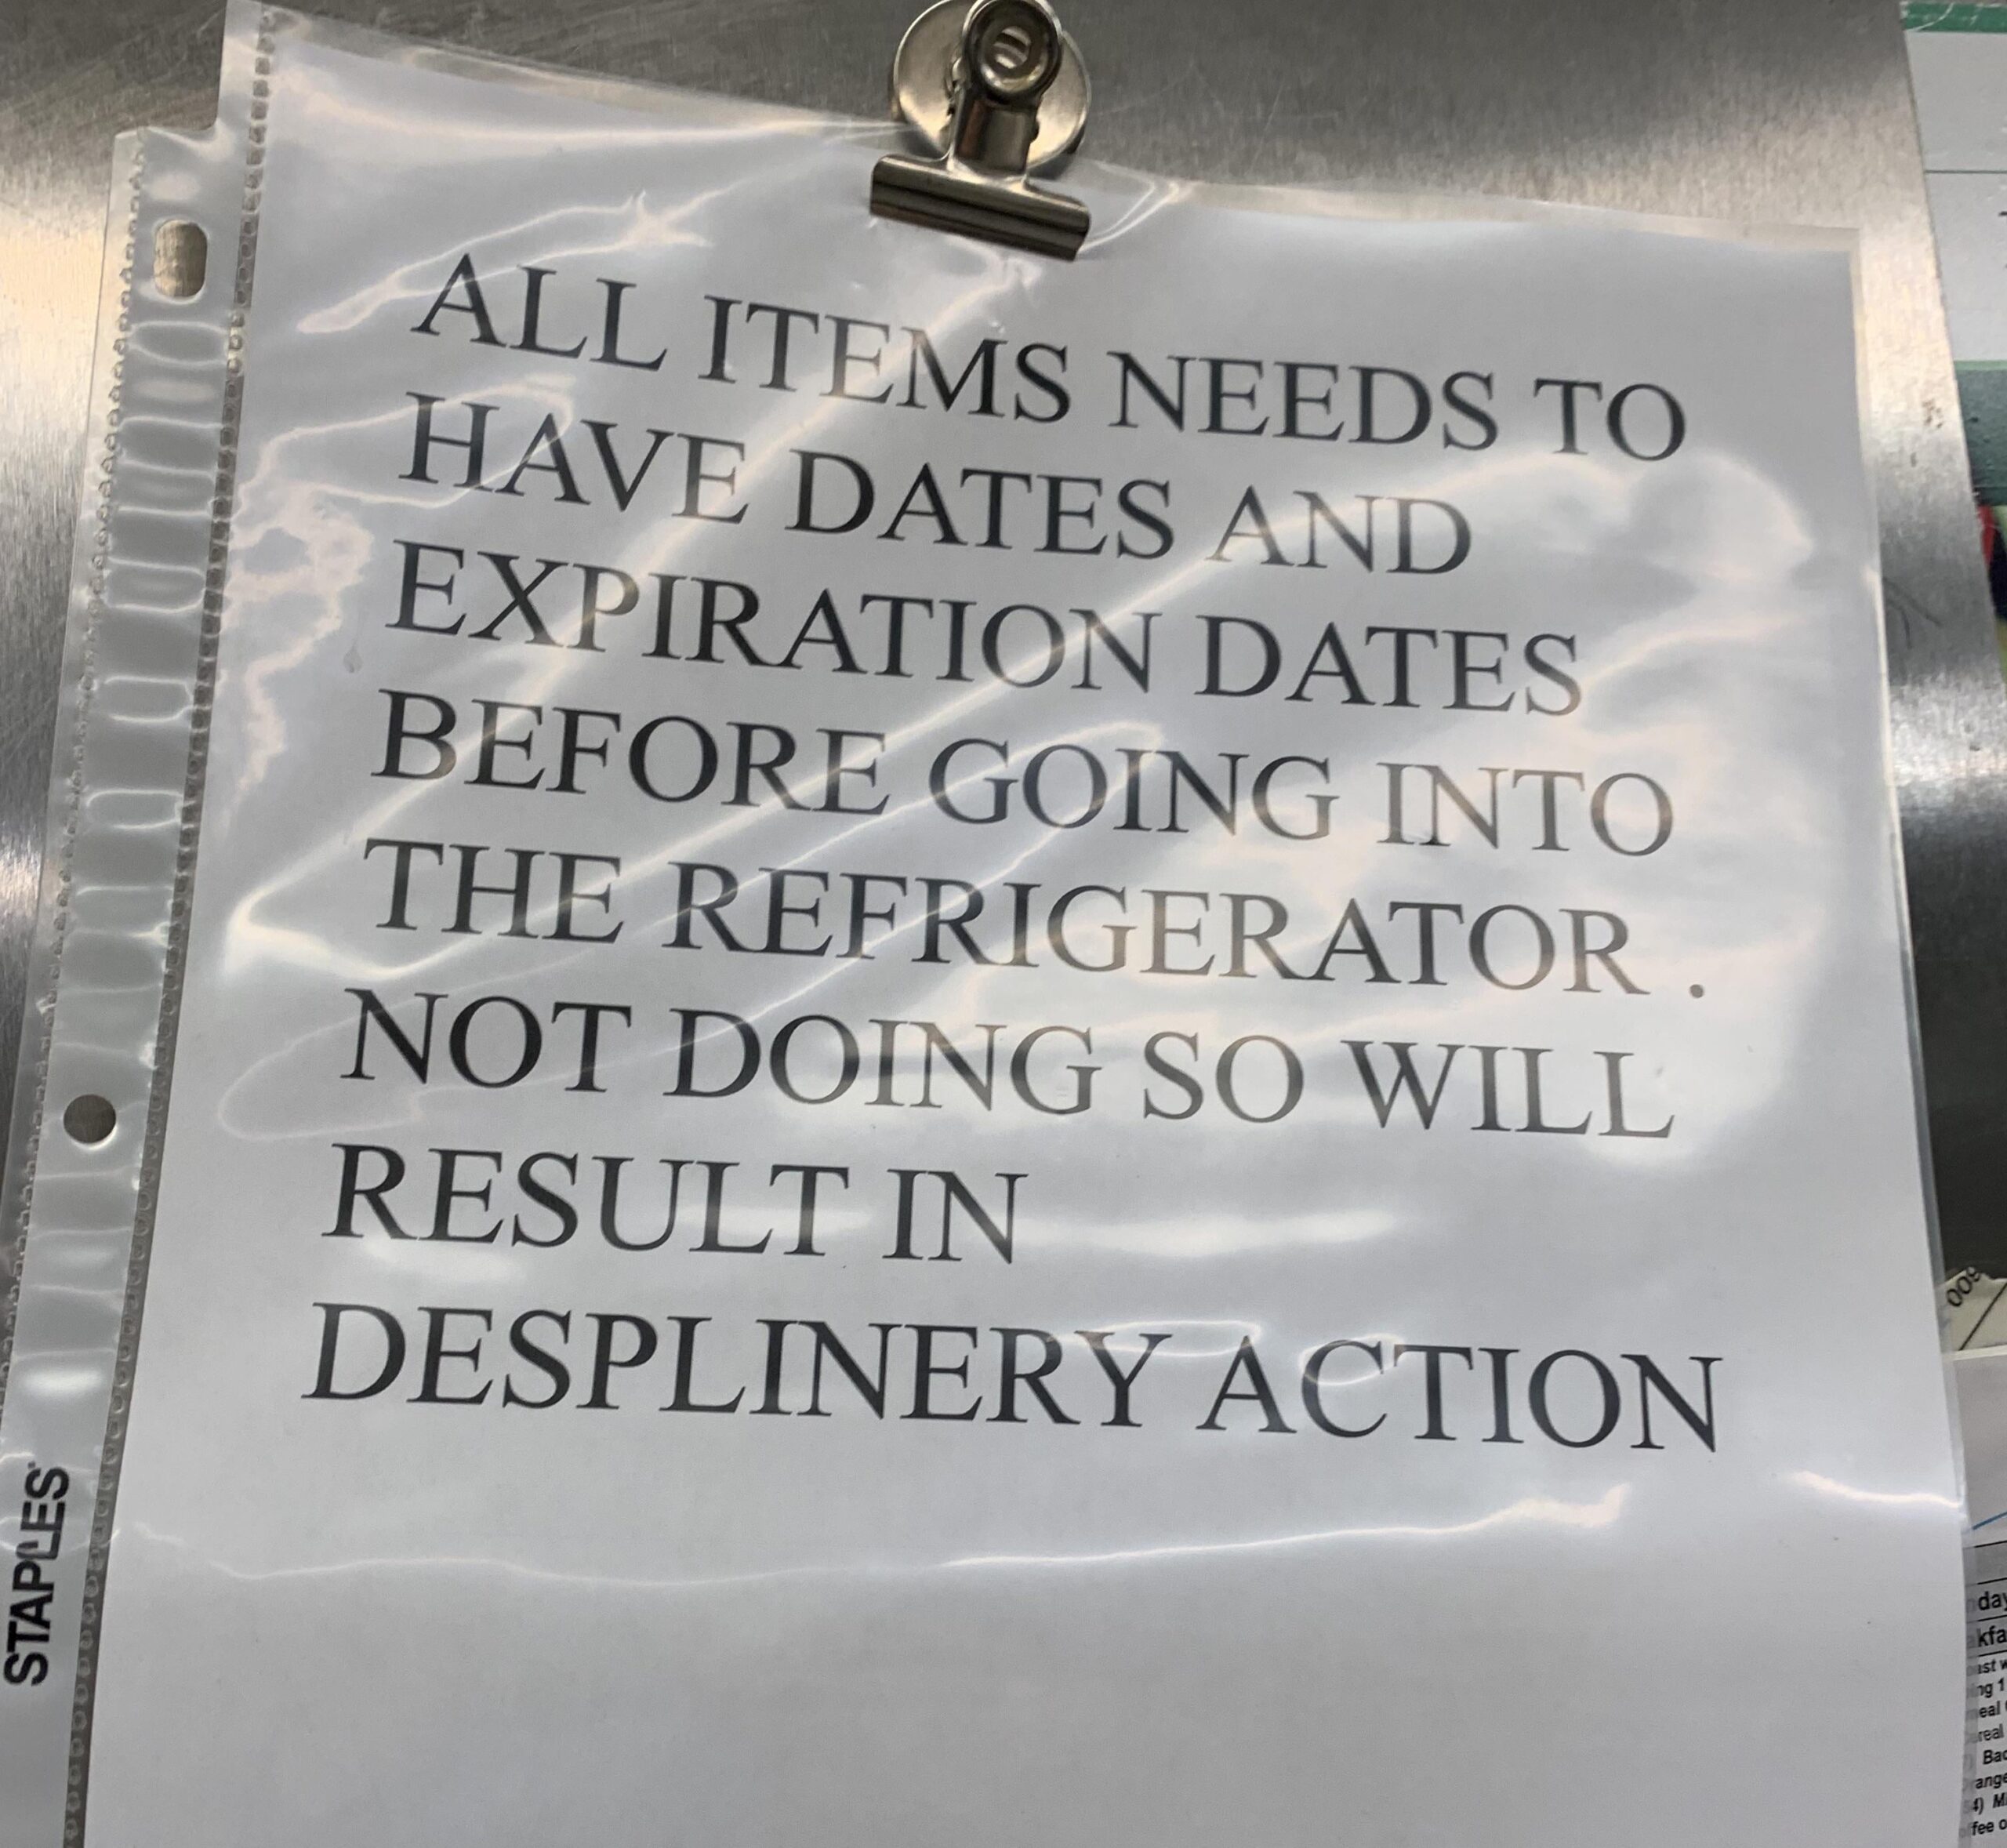 ALL ITEMS NEEDS TO
HAVE DATES AND
EXPIRATION DATES
BEFORE GOING INTO
THE REFRIGERATOR .
NOT DOING SO WILL
RESULT IN
DESPLINERY ACTION
STAPLES
009